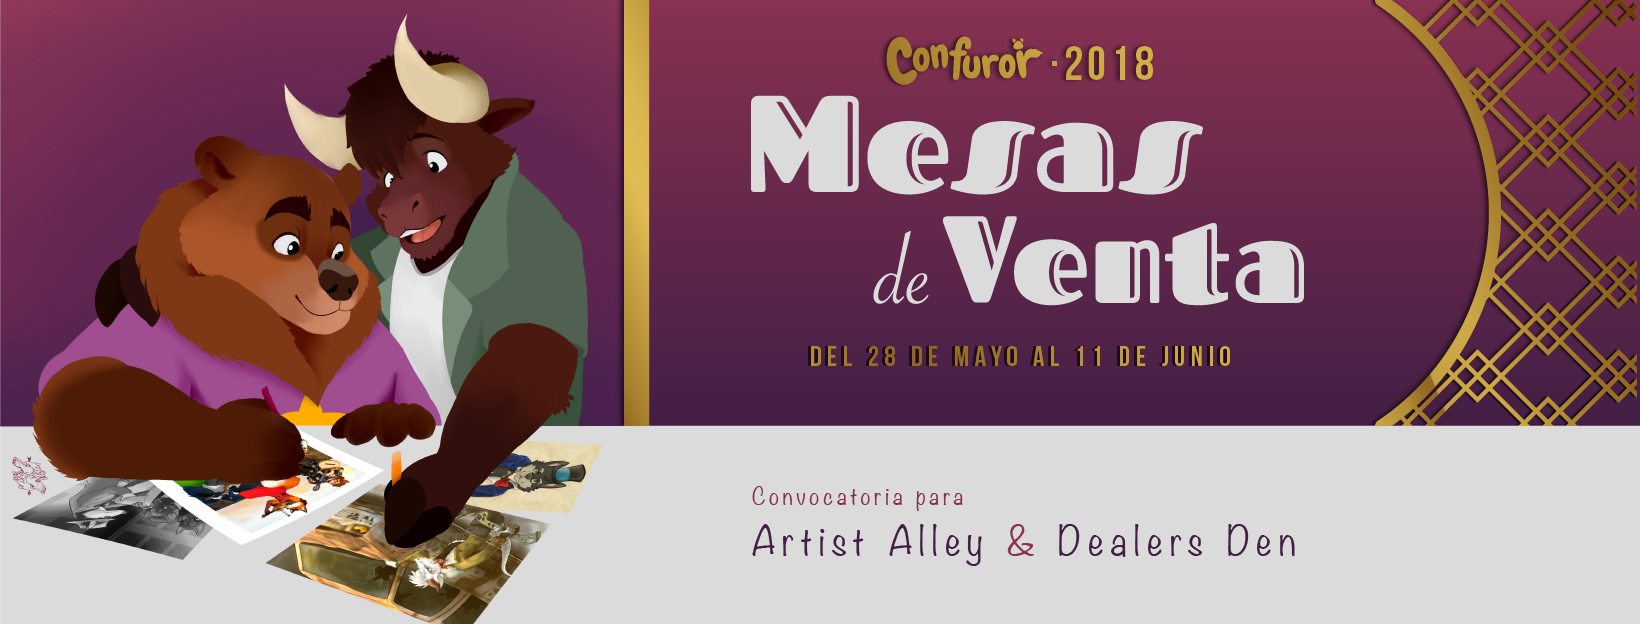 Confuror · 2018
Mesas
de Venta
DEL 28 DE MAYO AL 11 DE JUNIO
Convocatoria para
Artist Alley & Dealers Den